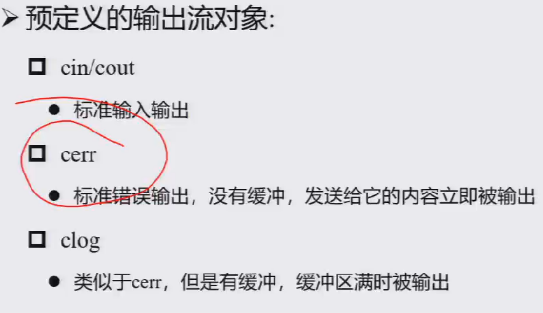 ➢ 预定义的输出流对象:
cin/cout
● 标准输入输出
cerr
● 标准错误输出，没有缓冲，发送给它的内容立即被输出
clog
● 类似于cerr，但是有缓冲，缓冲区满时被输出